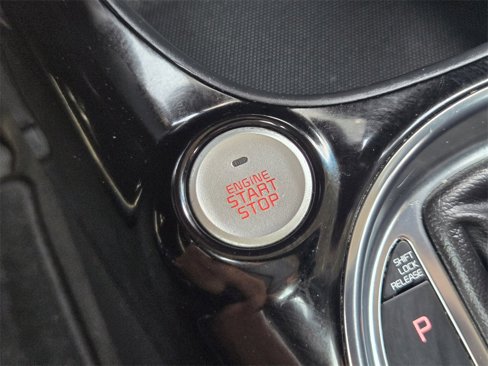 ENGINE
START
STOP
SHIFT
LOCK
RELEASE
P